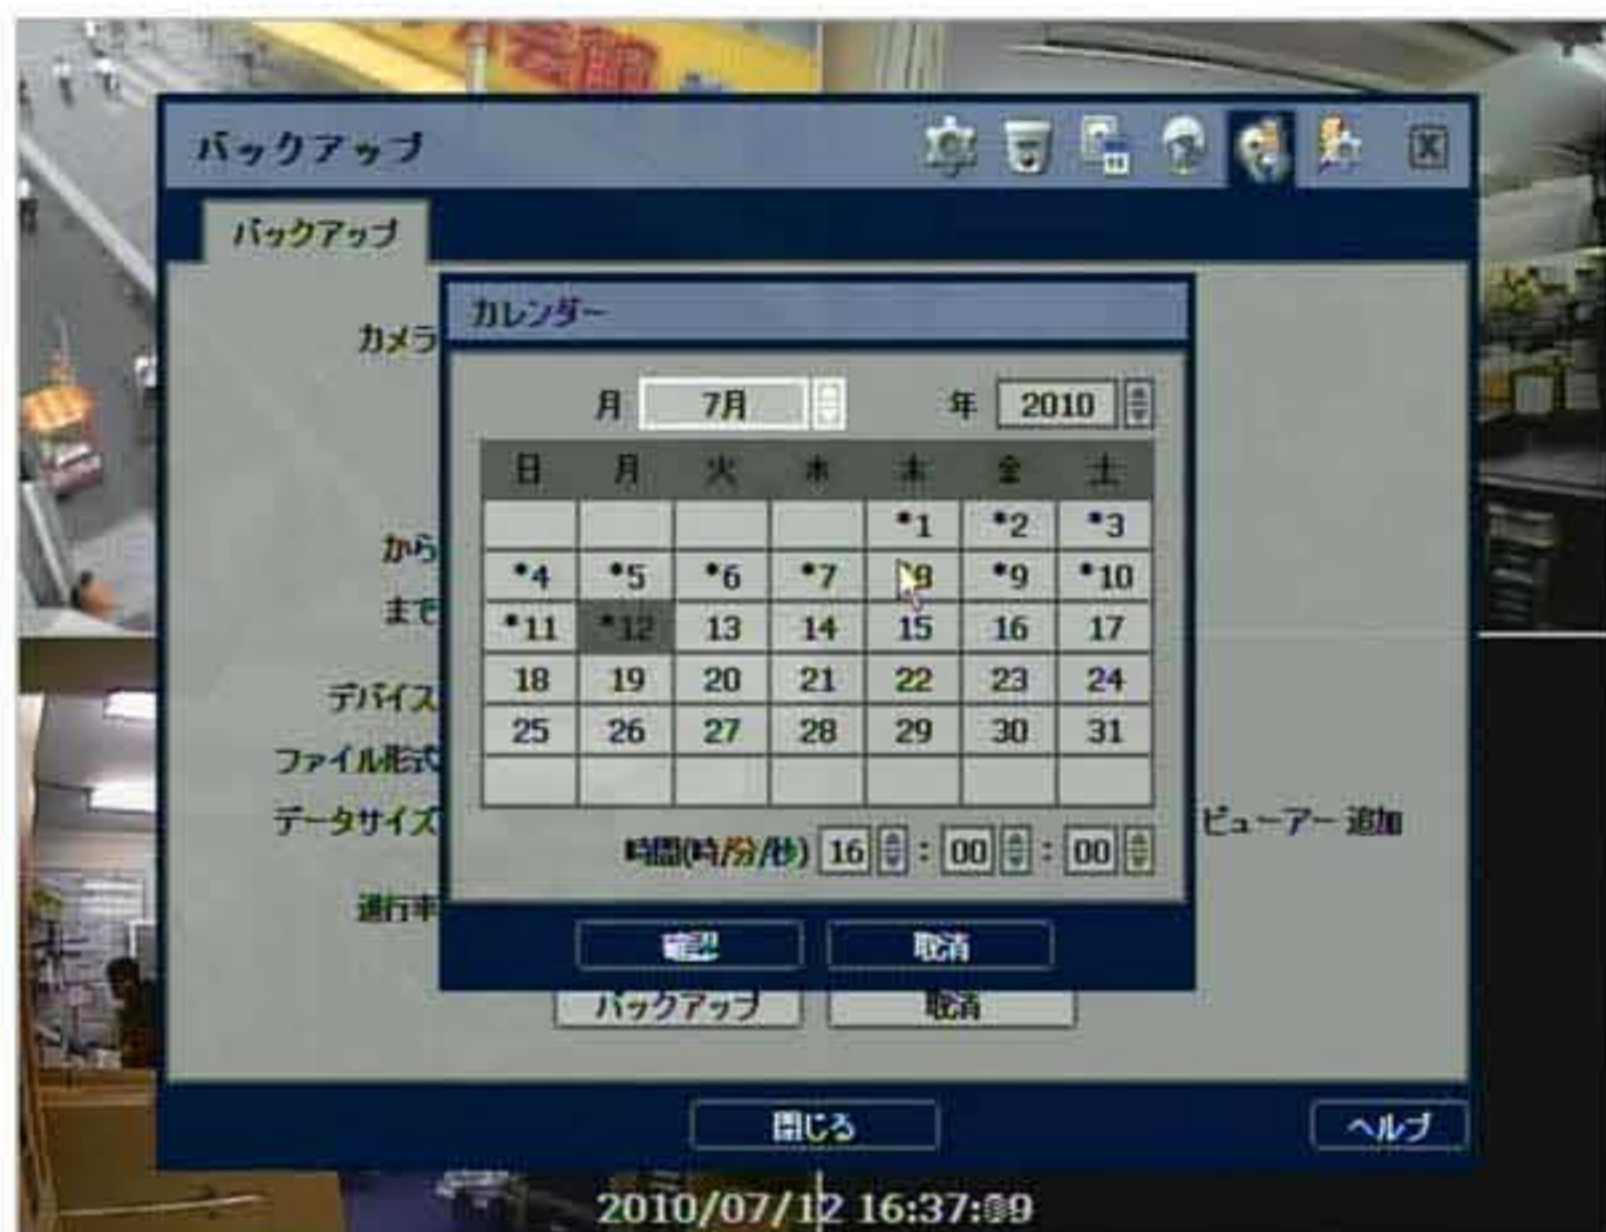 バックアップ
バックアップ
カレンダー
カメラ
月 7月 年 2010
日 月 火 水 木 金 土
•1 •2 •3
から
•4 •5 •6 •7 8 •9 •10
まで
•11 •12 13 14 15 16 17
デバイス
18 19 20 21 22 23 24
25 26 27 28 29 30 31
ファイル形式
データサイズ
ビューアー 追加
時間(時/分/秒) 16 : 00 : 00
進行率
確認 取消
バックアップ 取消
閉じる ヘルプ
2010/07/12 16:37:09